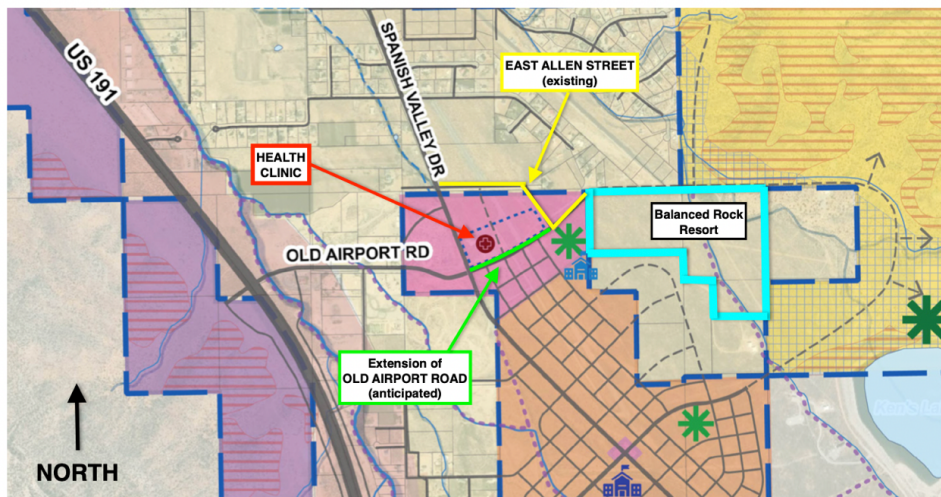 US 191
SPANISH VALLEY DR
EAST ALLEN STREET
(existing)
HEALTH
CLINIC
Balanced Rock
Resort
OLD AIRPORT RD
Extension of
OLD AIRPORT ROAD
(anticipated)
NORTH
Ken's